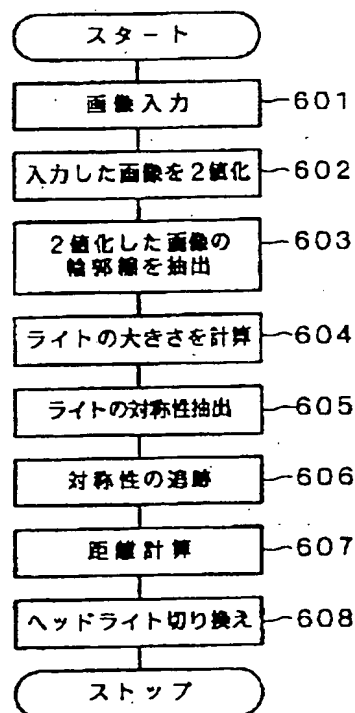 スタート
画像入力
601
入力した画像を2値化
602
2値化した画像の
輪郭線を抽出
603
ライトの大きさを計算
604
ライトの対称性抽出
605
対称性の追跡
606
距離計算
607
ヘッドライト切り換え
608
ストップ